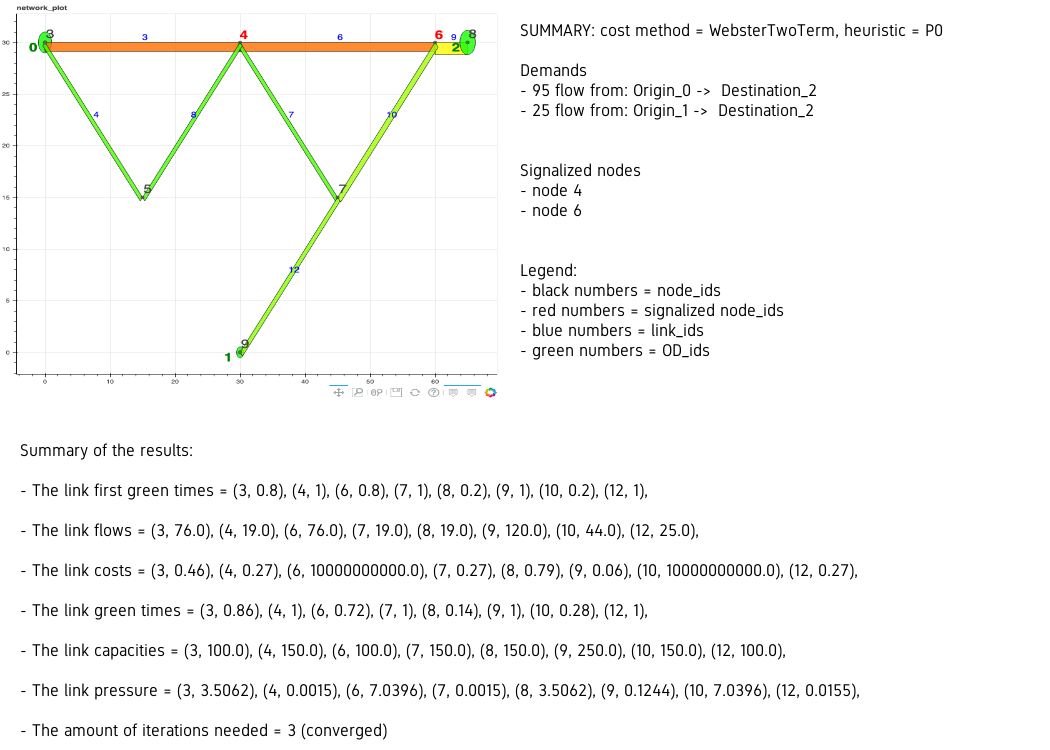 network_plot
30
25
20
15
10
5
0
0
10
20
30
40
50
60
3
0
3
4
6
6
9
8
2
4
8
7
10
5
7
12
9
1
SUMMARY: cost method = WebsterTwoTerm, heuristic = P0
Demands
- 95 flow from: Origin_0 -> Destination_2
- 25 flow from: Origin_1 -> Destination_2
Signalized nodes
- node 4
- node 6
Legend:
- black numbers = node_ids
- red numbers = signalized node_ids
- blue numbers = link_ids
- green numbers = OD_ids
Summary of the results:
- The link first green times = (3, 0.8), (4, 1), (6, 0.8), (7, 1), (8, 0.2), (9, 1), (10, 0.2), (12, 1),
- The link flows = (3, 76.0), (4, 19.0), (6, 76.0), (7, 19.0), (8, 19.0), (9, 120.0), (10, 44.0), (12, 25.0),
- The link costs = (3, 0.46), (4, 0.27), (6, 10000000000.0), (7, 0.27), (8, 0.79), (9, 0.06), (10, 10000000000.0), (12, 0.27),
- The link green times = (3, 0.86), (4, 1), (6, 0.72), (7, 1), (8, 0.14), (9, 1), (10, 0.28), (12, 1),
- The link capacities = (3, 100.0), (4, 150.0), (6, 100.0), (7, 150.0), (8, 150.0), (9, 250.0), (10, 150.0), (12, 100.0),
- The link pressure = (3, 3.5062), (4, 0.0015), (6, 7.0396), (7, 0.0015), (8, 3.5062), (9, 0.1244), (10, 7.0396), (12, 0.0155),
- The amount of iterations needed = 3 (converged)